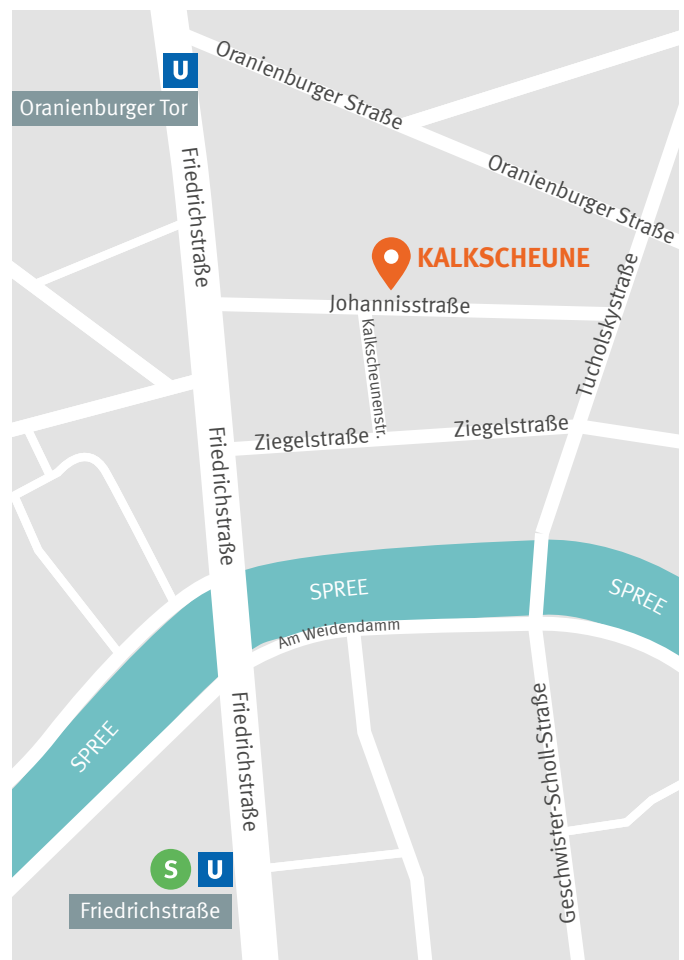 Oranienburger Straße
U
Oranienburger Tor
Friedrichstraße
Oranienburger Straße
KALKSCHEUNE
Johannisstraße
Tucholskystraße
Kalkscheunenstr.
Ziegelstraße
Ziegelstraße
Friedrichstraße
SPREE
SPREE
Am Weidendamm
SPREE
Friedrichstraße
Geschwister-Scholl-Straße
S U
Friedrichstraße